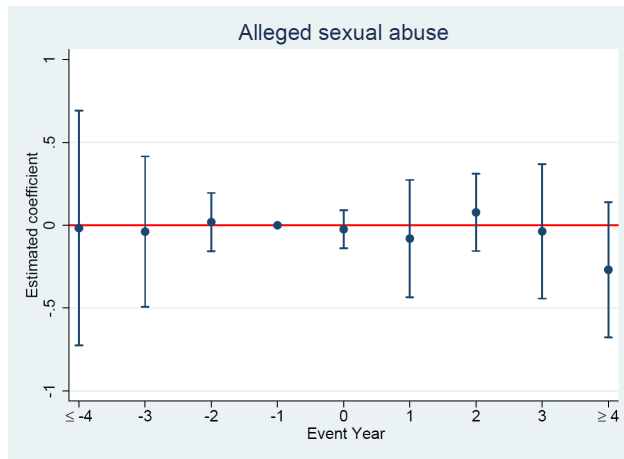 Alleged sexual abuse
Estimated coefficient
1
.5
0
-.5
-1
≤ -4 -3 -2 -1 0 1 2 3 ≥ 4
Event Year